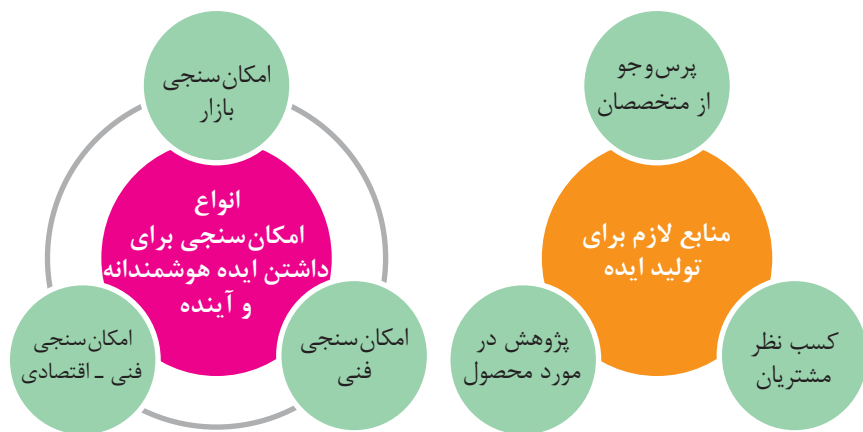 پرس‌وجو
از متخصصان
منابع لازم برای
تولید ایده
کسب نظر
مشتریان
پژوهش در
مورد محصول
امکان‌سنجی
بازار
انواع
امکان‌سنجی برای
داشتن ایده هوشمندانه
و آینده
امکان‌سنجی
فنی
امکان‌سنجی
فنی ـ اقتصادی